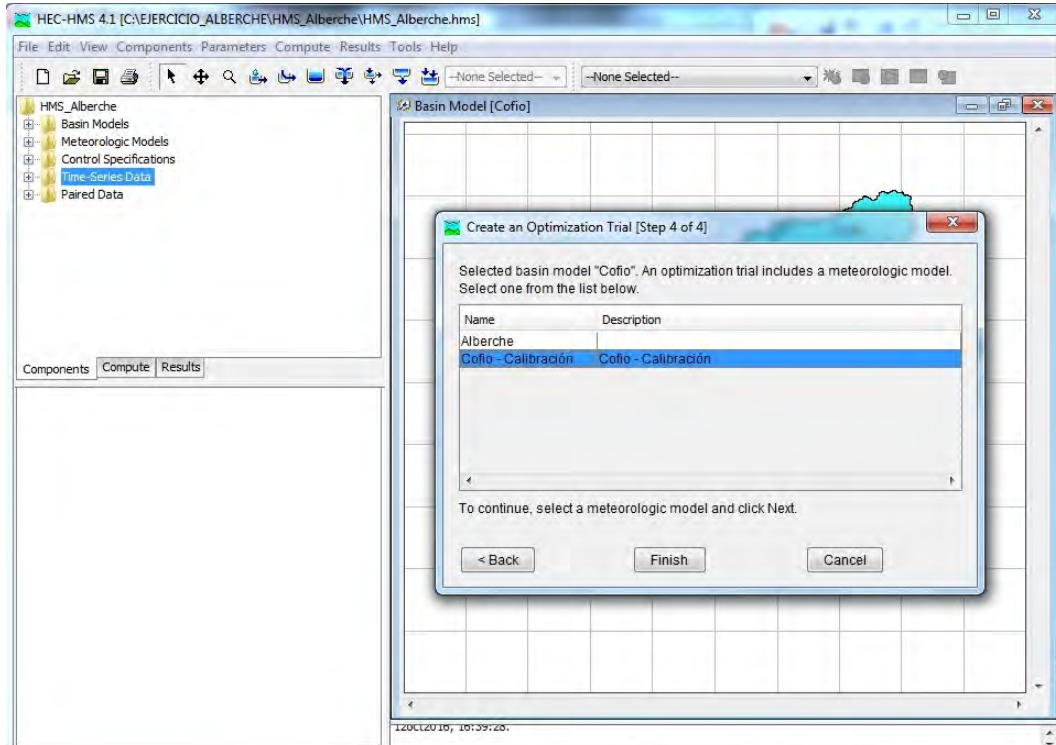 HEC-HMS 4.1 [C:\EJERCICIO_ALBERCHE\HMS_Alberche\HMS_Alberche.hms]
File Edit View Components Parameters Compute Results Tools Help
--None Selected-- --None Selected--
HMS_Alberche
Basin Models
Meteorologic Models
Control Specifications
Time-Series Data
Paired Data
Components Compute Results
Basin Model [Cofio]
Create an Optimization Trial [Step 4 of 4]
Selected basin model "Cofio". An optimization trial includes a meteorologic model.
Select one from the list below.
Name Description
Alberche
Cofio - Calibración Cofio - Calibración
To continue, select a meteorologic model and click Next.
< Back Finish Cancel
12oct2016, 16:39:28.